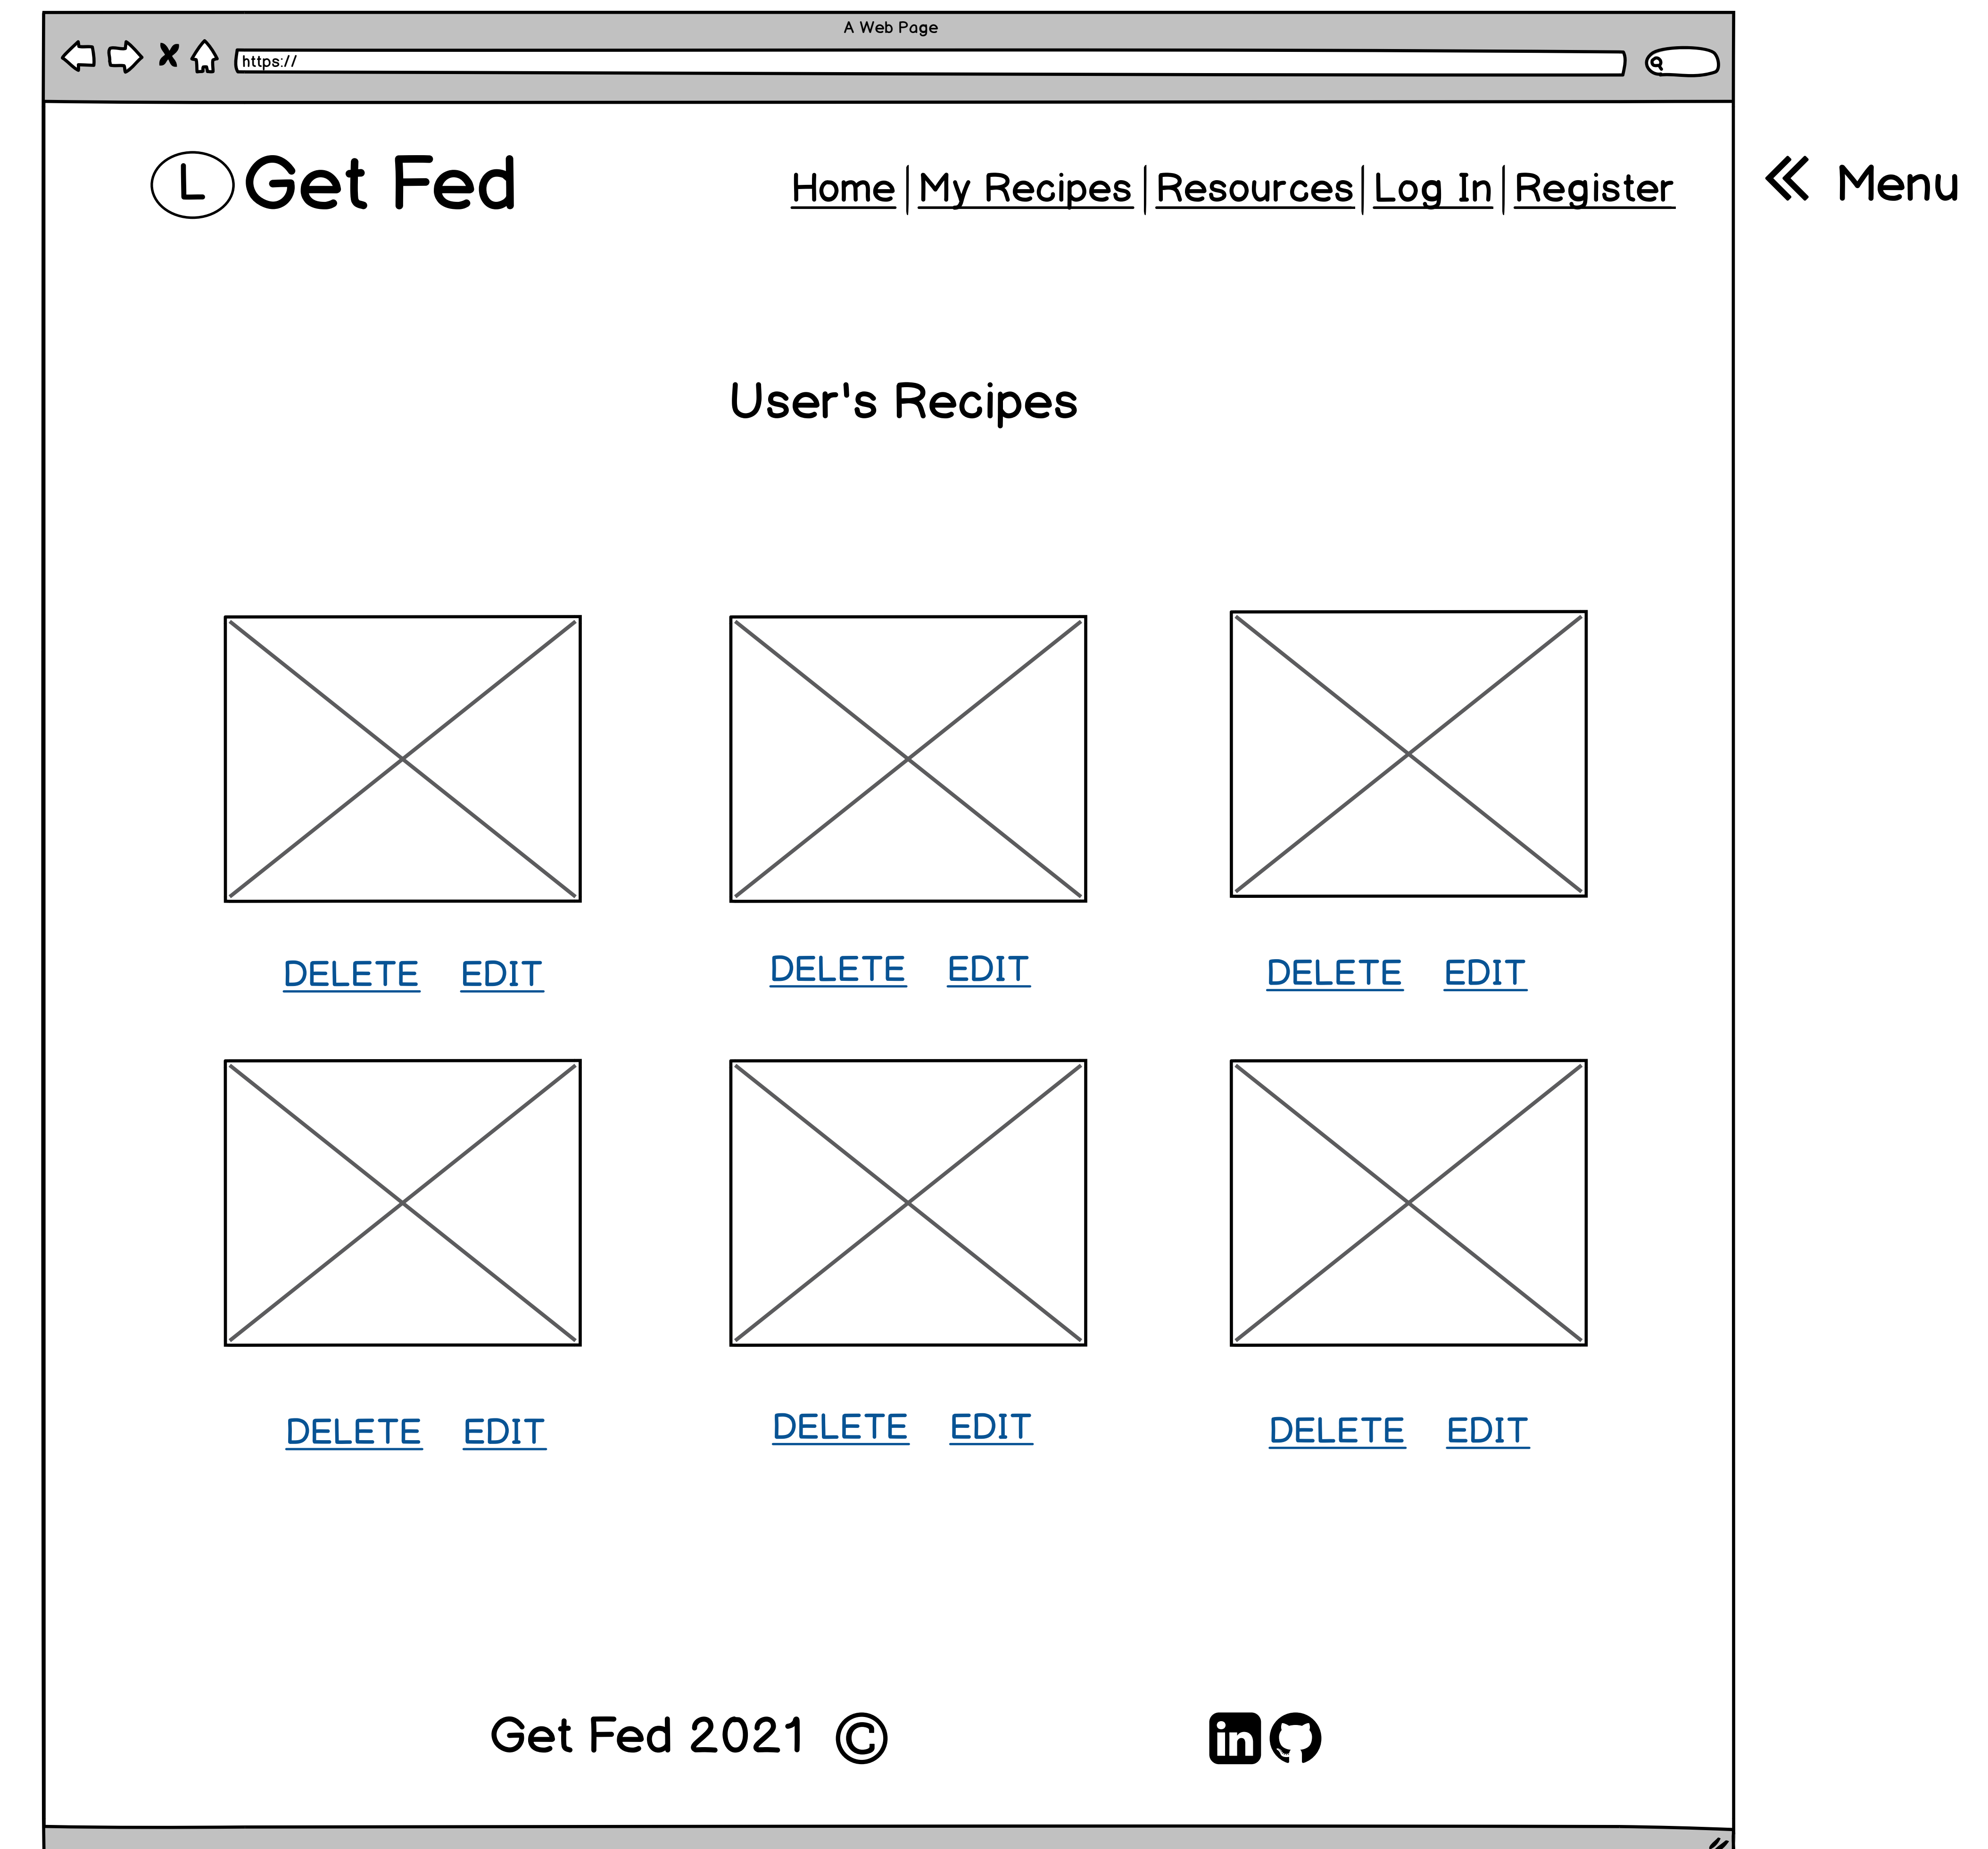 A Web Page
https://
L Get Fed
Home | My Recipes | Resources | Log In | Register
Menu
User's Recipes
DELETE EDIT DELETE EDIT DELETE EDIT
DELETE EDIT DELETE EDIT DELETE EDIT
Get Fed 2021 ©
in